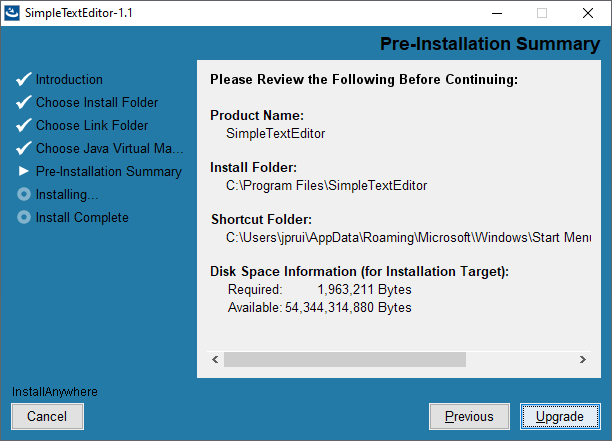 SimpleTextEditor-1.1
Pre-Installation Summary
Introduction
Choose Install Folder
Choose Link Folder
Choose Java Virtual Ma...
Pre-Installation Summary
Installing...
Install Complete
Please Review the Following Before Continuing:
Product Name:
SimpleTextEditor
Install Folder:
C:\Program Files\SimpleTextEditor
Shortcut Folder:
C:\Users\jprui\AppData\Roaming\Microsoft\Windows\Start Menu
Disk Space Information (for Installation Target):
Required: 1,963,211 Bytes
Available: 54,344,314,880 Bytes
InstallAnywhere
Cancel
Previous
Upgrade